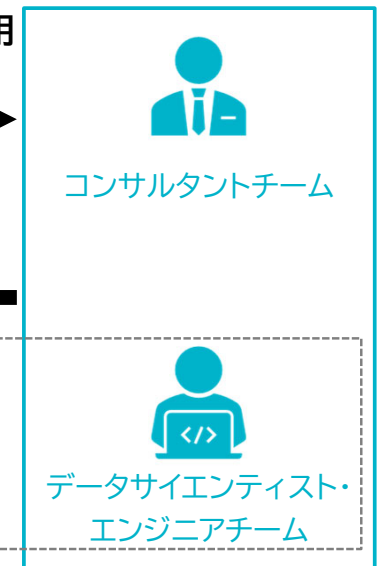 用
コンサルタントチーム
</>
データサイエンティスト・
エンジニアチーム